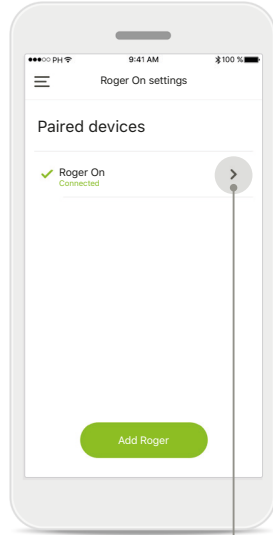 PH 9:41 AM 100 %
Roger On settings
Paired devices
Roger On
Connected
Add Roger